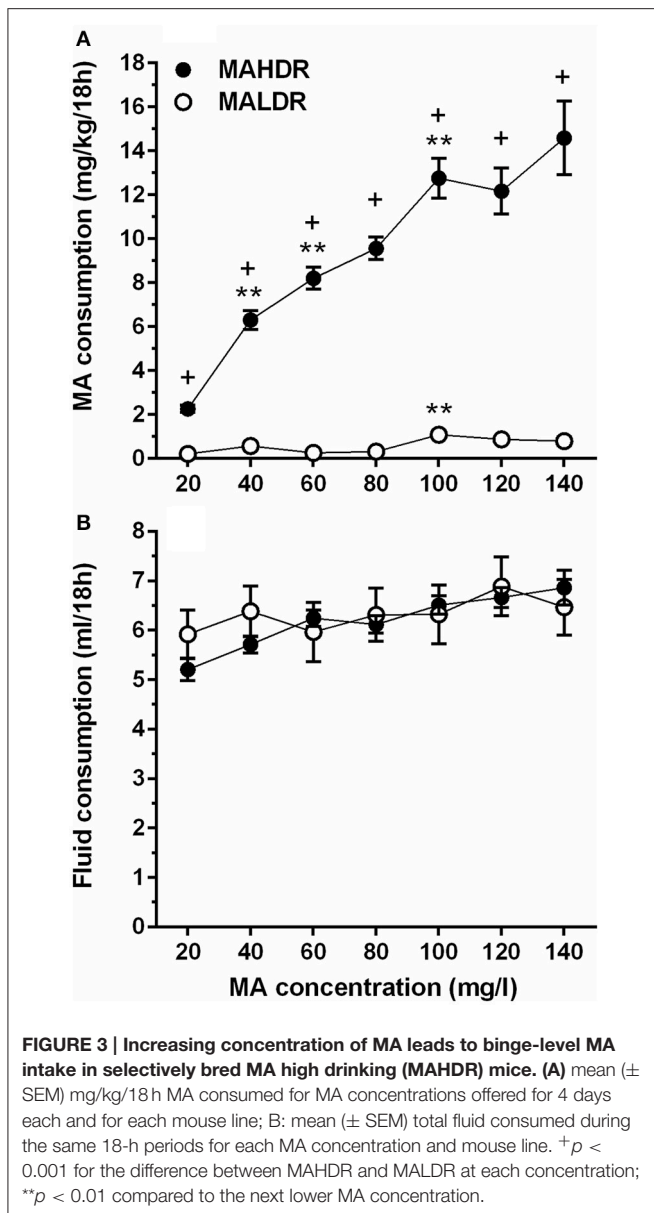 A
MAHDR
MALDR
MA consumption (mg/kg/18h)
18
16
14
12
10
8
6
4
2
0
+
+
**
+
**
+
+
**
+
+
**
20 40 60 80 100 120 140
B
Fluid consumption (ml/18h)
8
7
6
5
4
3
2
1
0
20 40 60 80 100 120 140
MA concentration (mg/l)
FIGURE 3 | Increasing concentration of MA leads to binge-level MA
intake in selectively bred MA high drinking (MAHDR) mice. (A) mean (±
SEM) mg/kg/18 h MA consumed for MA concentrations offered for 4 days
each and for each mouse line; B: mean (± SEM) total fluid consumed during
the same 18-h periods for each MA concentration and mouse line. +p <
0.001 for the difference between MAHDR and MALDR at each concentration;
**p < 0.01 compared to the next lower MA concentration.